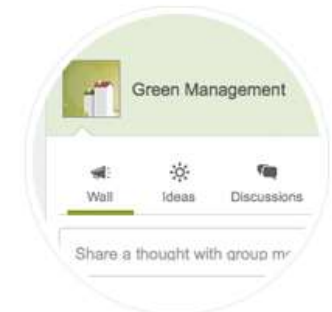 Green Management
Wall Ideas Discussions
Share a thought with group